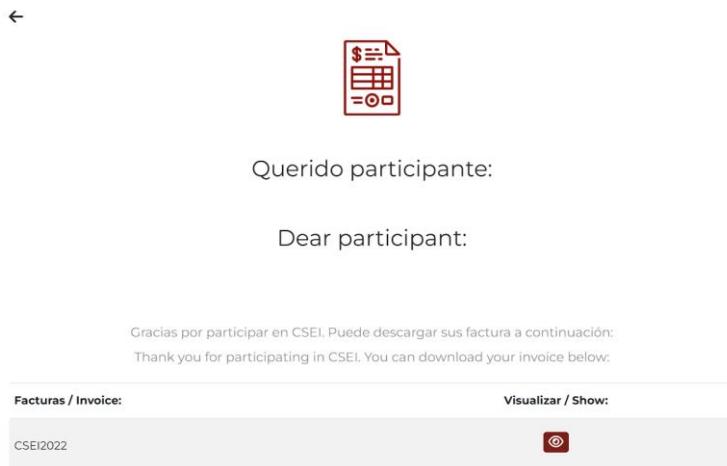 Querido participante:
Dear participant:
Gracias por participar en CSEI. Puede descargar sus factura a continuación:
Thank you for participating in CSEI. You can download your invoice below:
Facturas / Invoice: Visualizar / Show:
CSEI2022